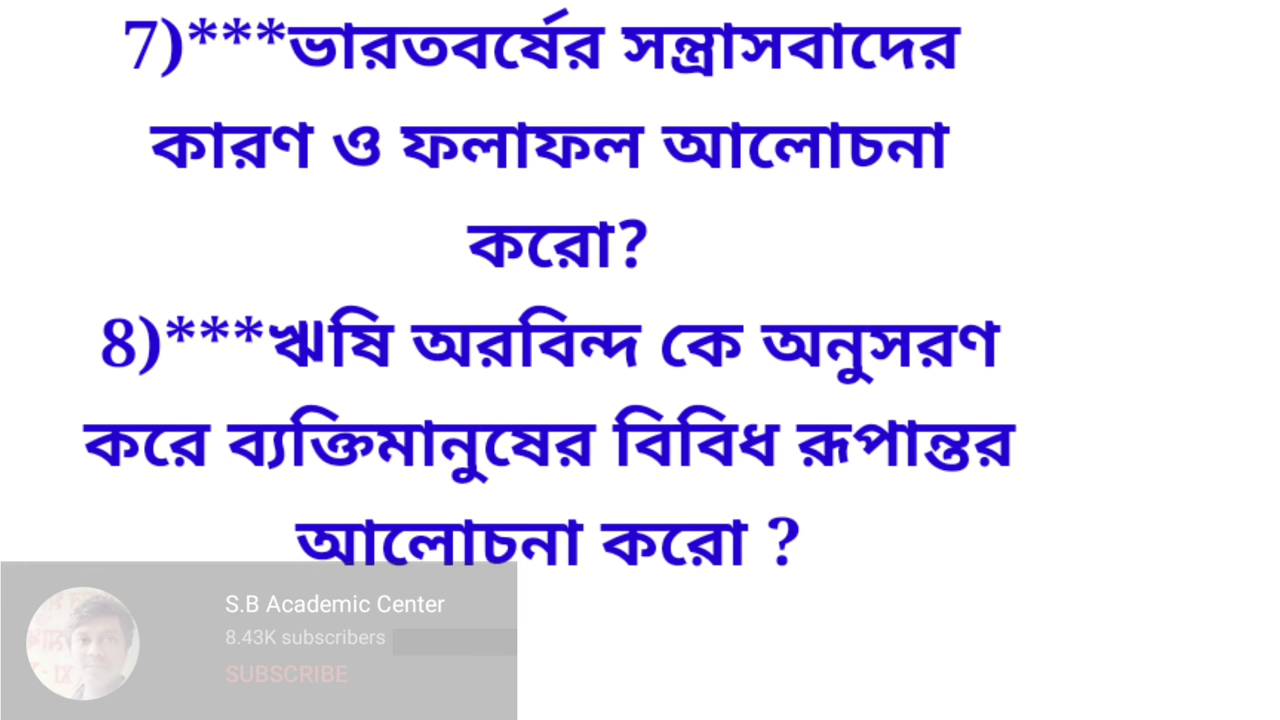 7)***ভারতবর্ষের সন্ত্রাসবাদের
কারণ ও ফলাফল আলোচনা
করো?
8)***ঋষি অরবিন্দ কে অনুসরণ
করে ব্যক্তিমানুষের বিবিধ রূপান্তর
আলোচনা করো ?
S.B Academic Center
8.43K subscribers
SUBSCRIBE